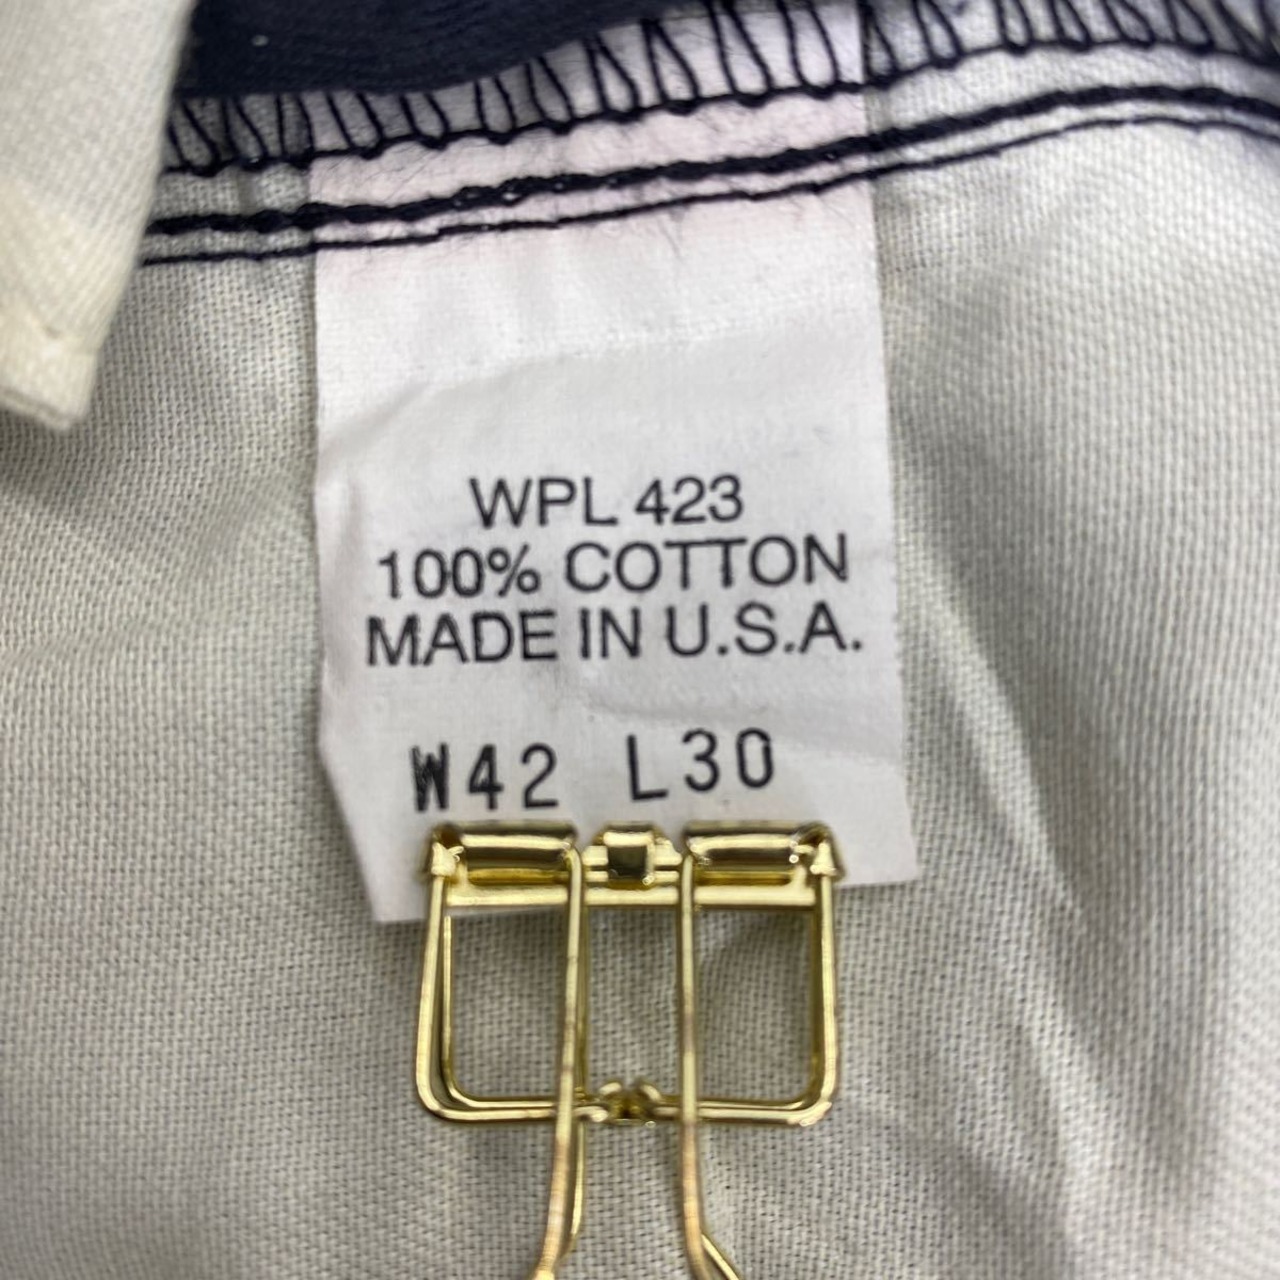 WPL 423
100% COTTON
MADE IN U.S.A.
W42 L30